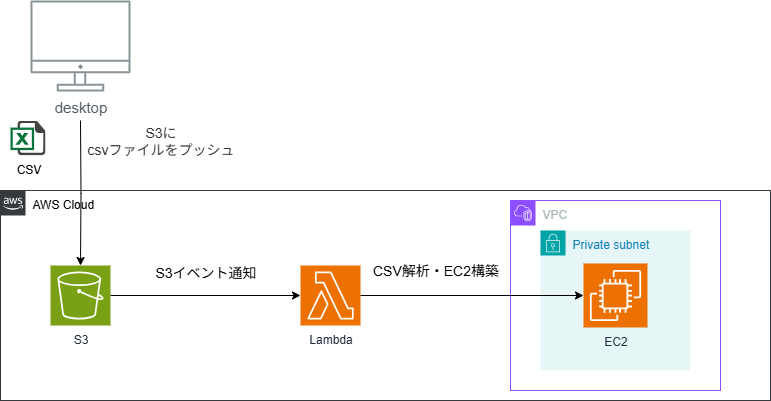 desktop
S3に
csvファイルをプッシュ
X
CSV
aws
AWS Cloud
VPC
Private subnet
S3イベント通知
CSV解析・EC2構築
S3
Lambda
EC2